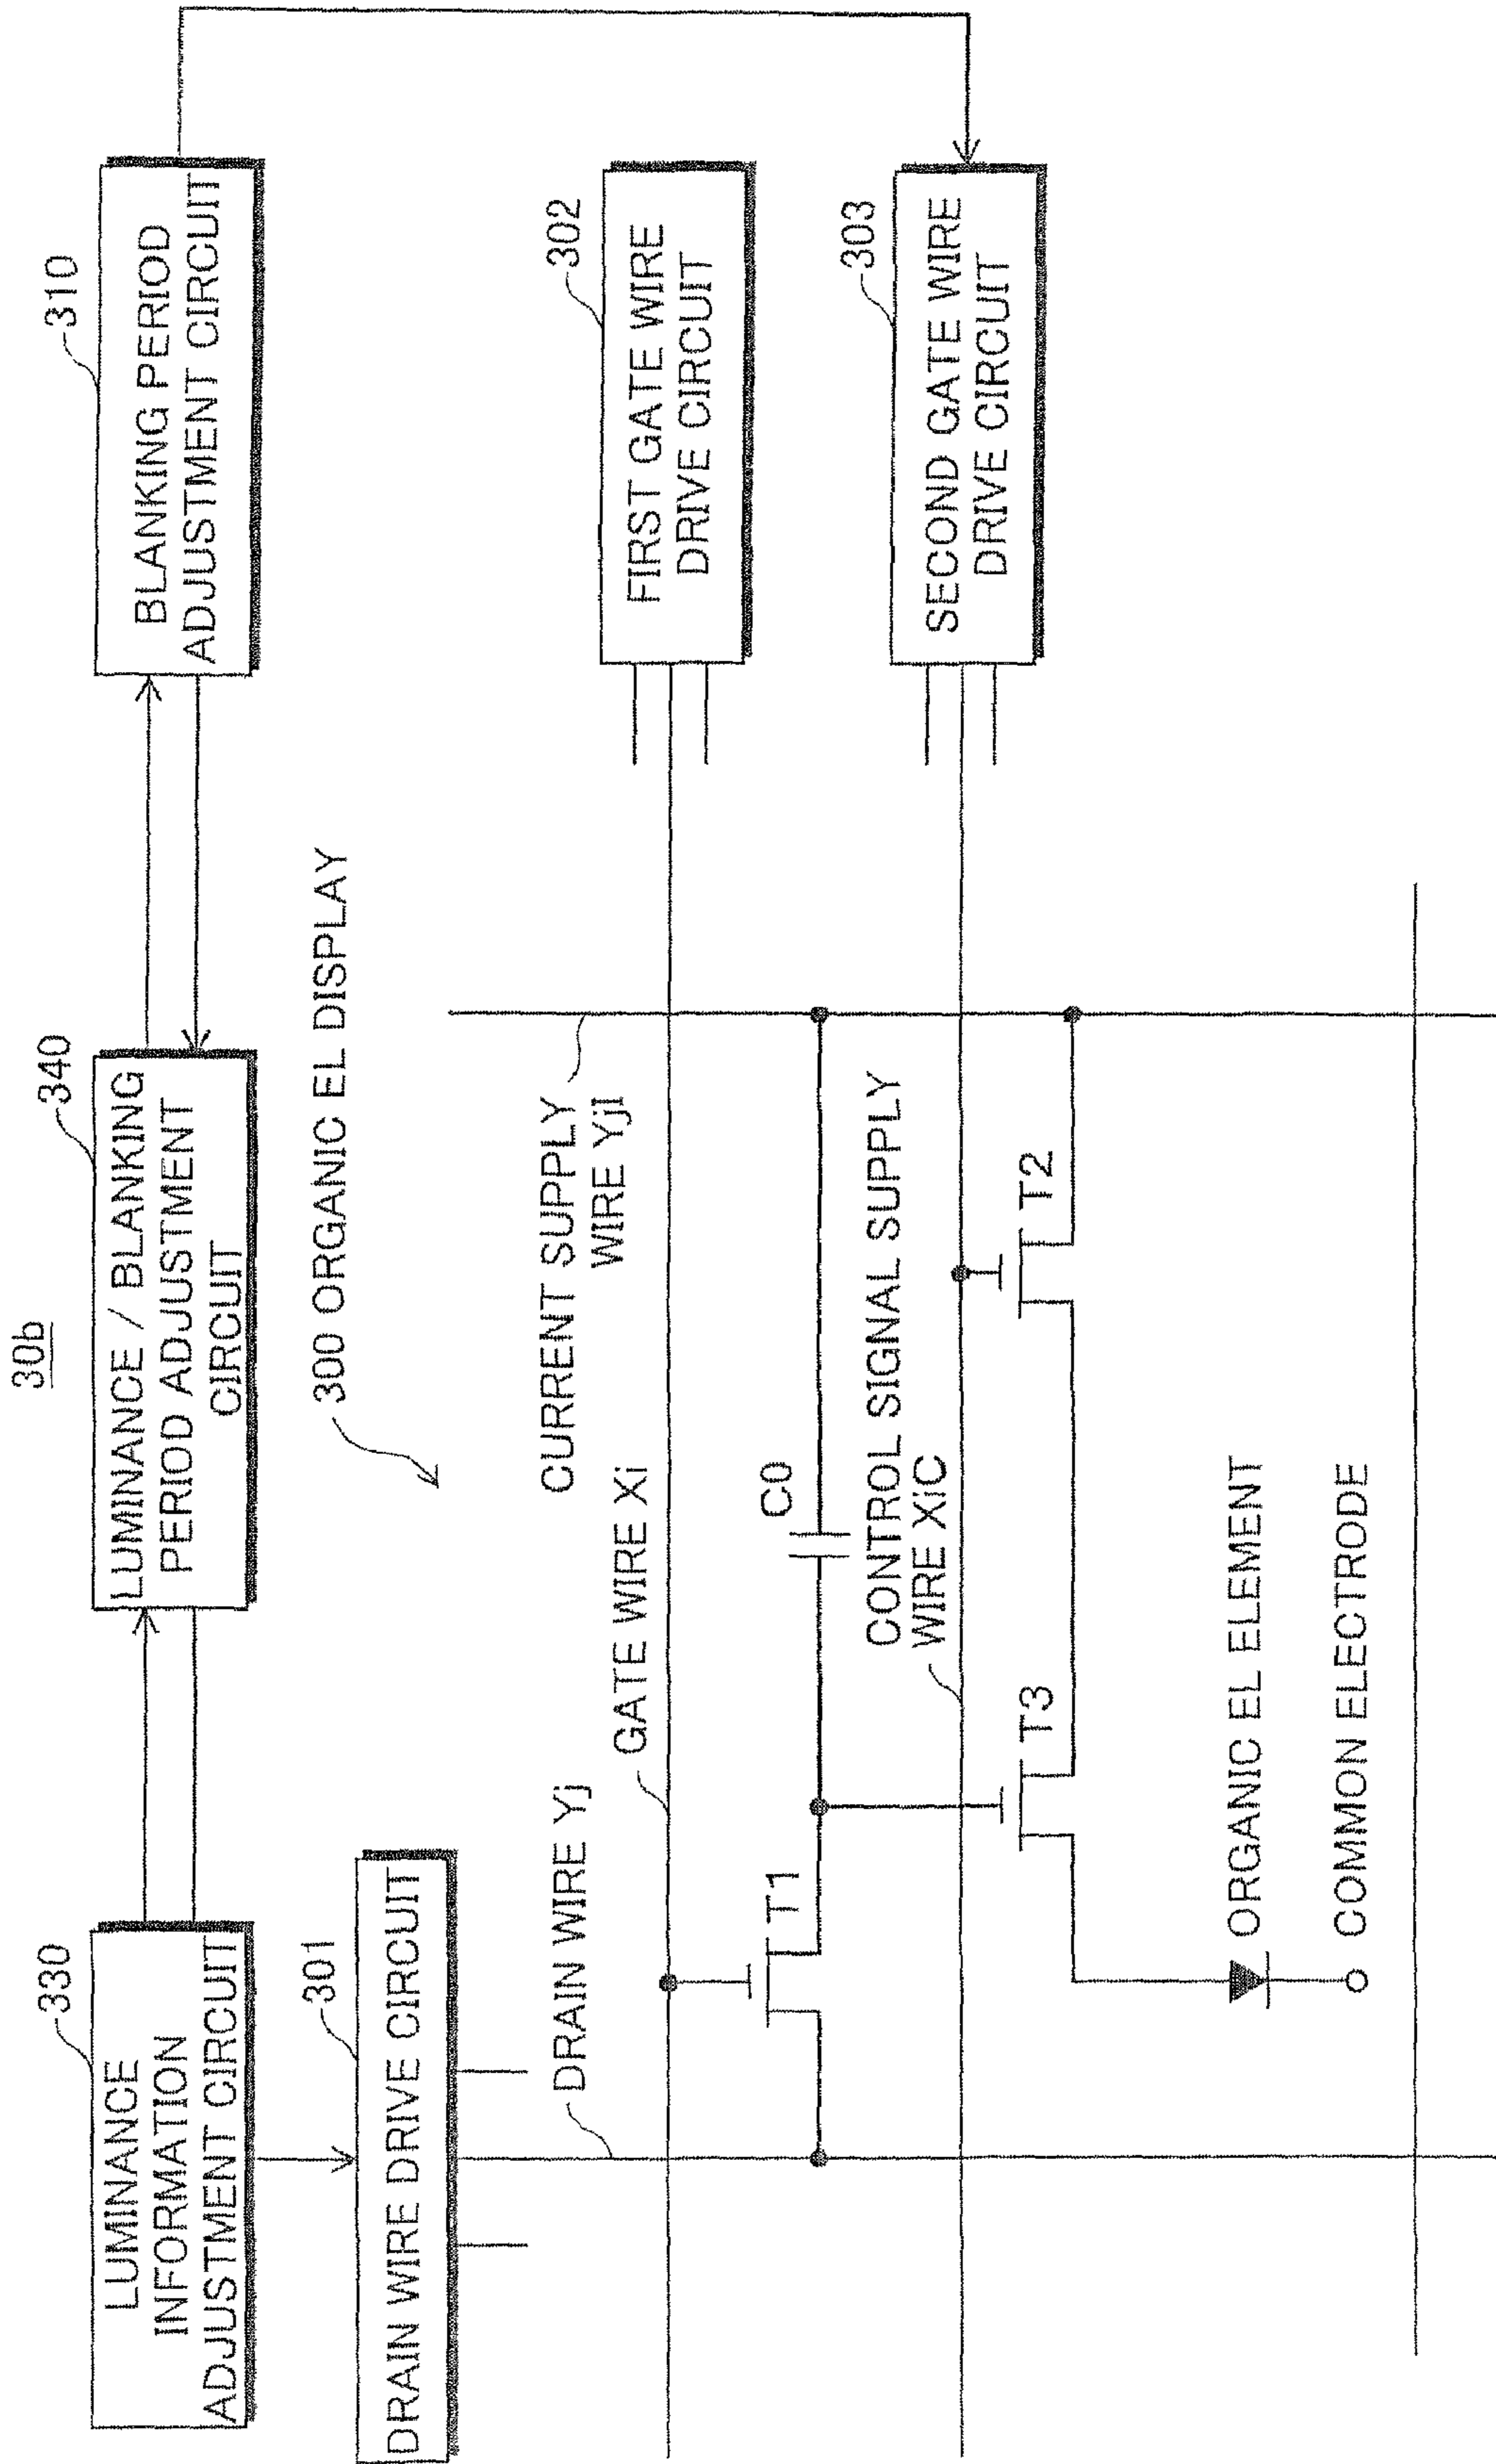 30b
330
LUMINANCE
INFORMATION
ADJUSTMENT CIRCUIT
340
LUMINANCE / BLANKING
PERIOD ADJUSTMENT
CIRCUIT
310
BLANKING PERIOD
ADJUSTMENT CIRCUIT
301
DRAIN WIRE DRIVE CIRCUIT
300 ORGANIC EL DISPLAY
DRAIN WIRE Yj
GATE WIRE Xi
CURRENT SUPPLY
WIRE YjI
302
FIRST GATE WIRE
DRIVE CIRCUIT
T1
C0
CONTROL SIGNAL SUPPLY
WIRE XiC
303
SECOND GATE WIRE
DRIVE CIRCUIT
T3
T2
ORGANIC EL ELEMENT
COMMON ELECTRODE